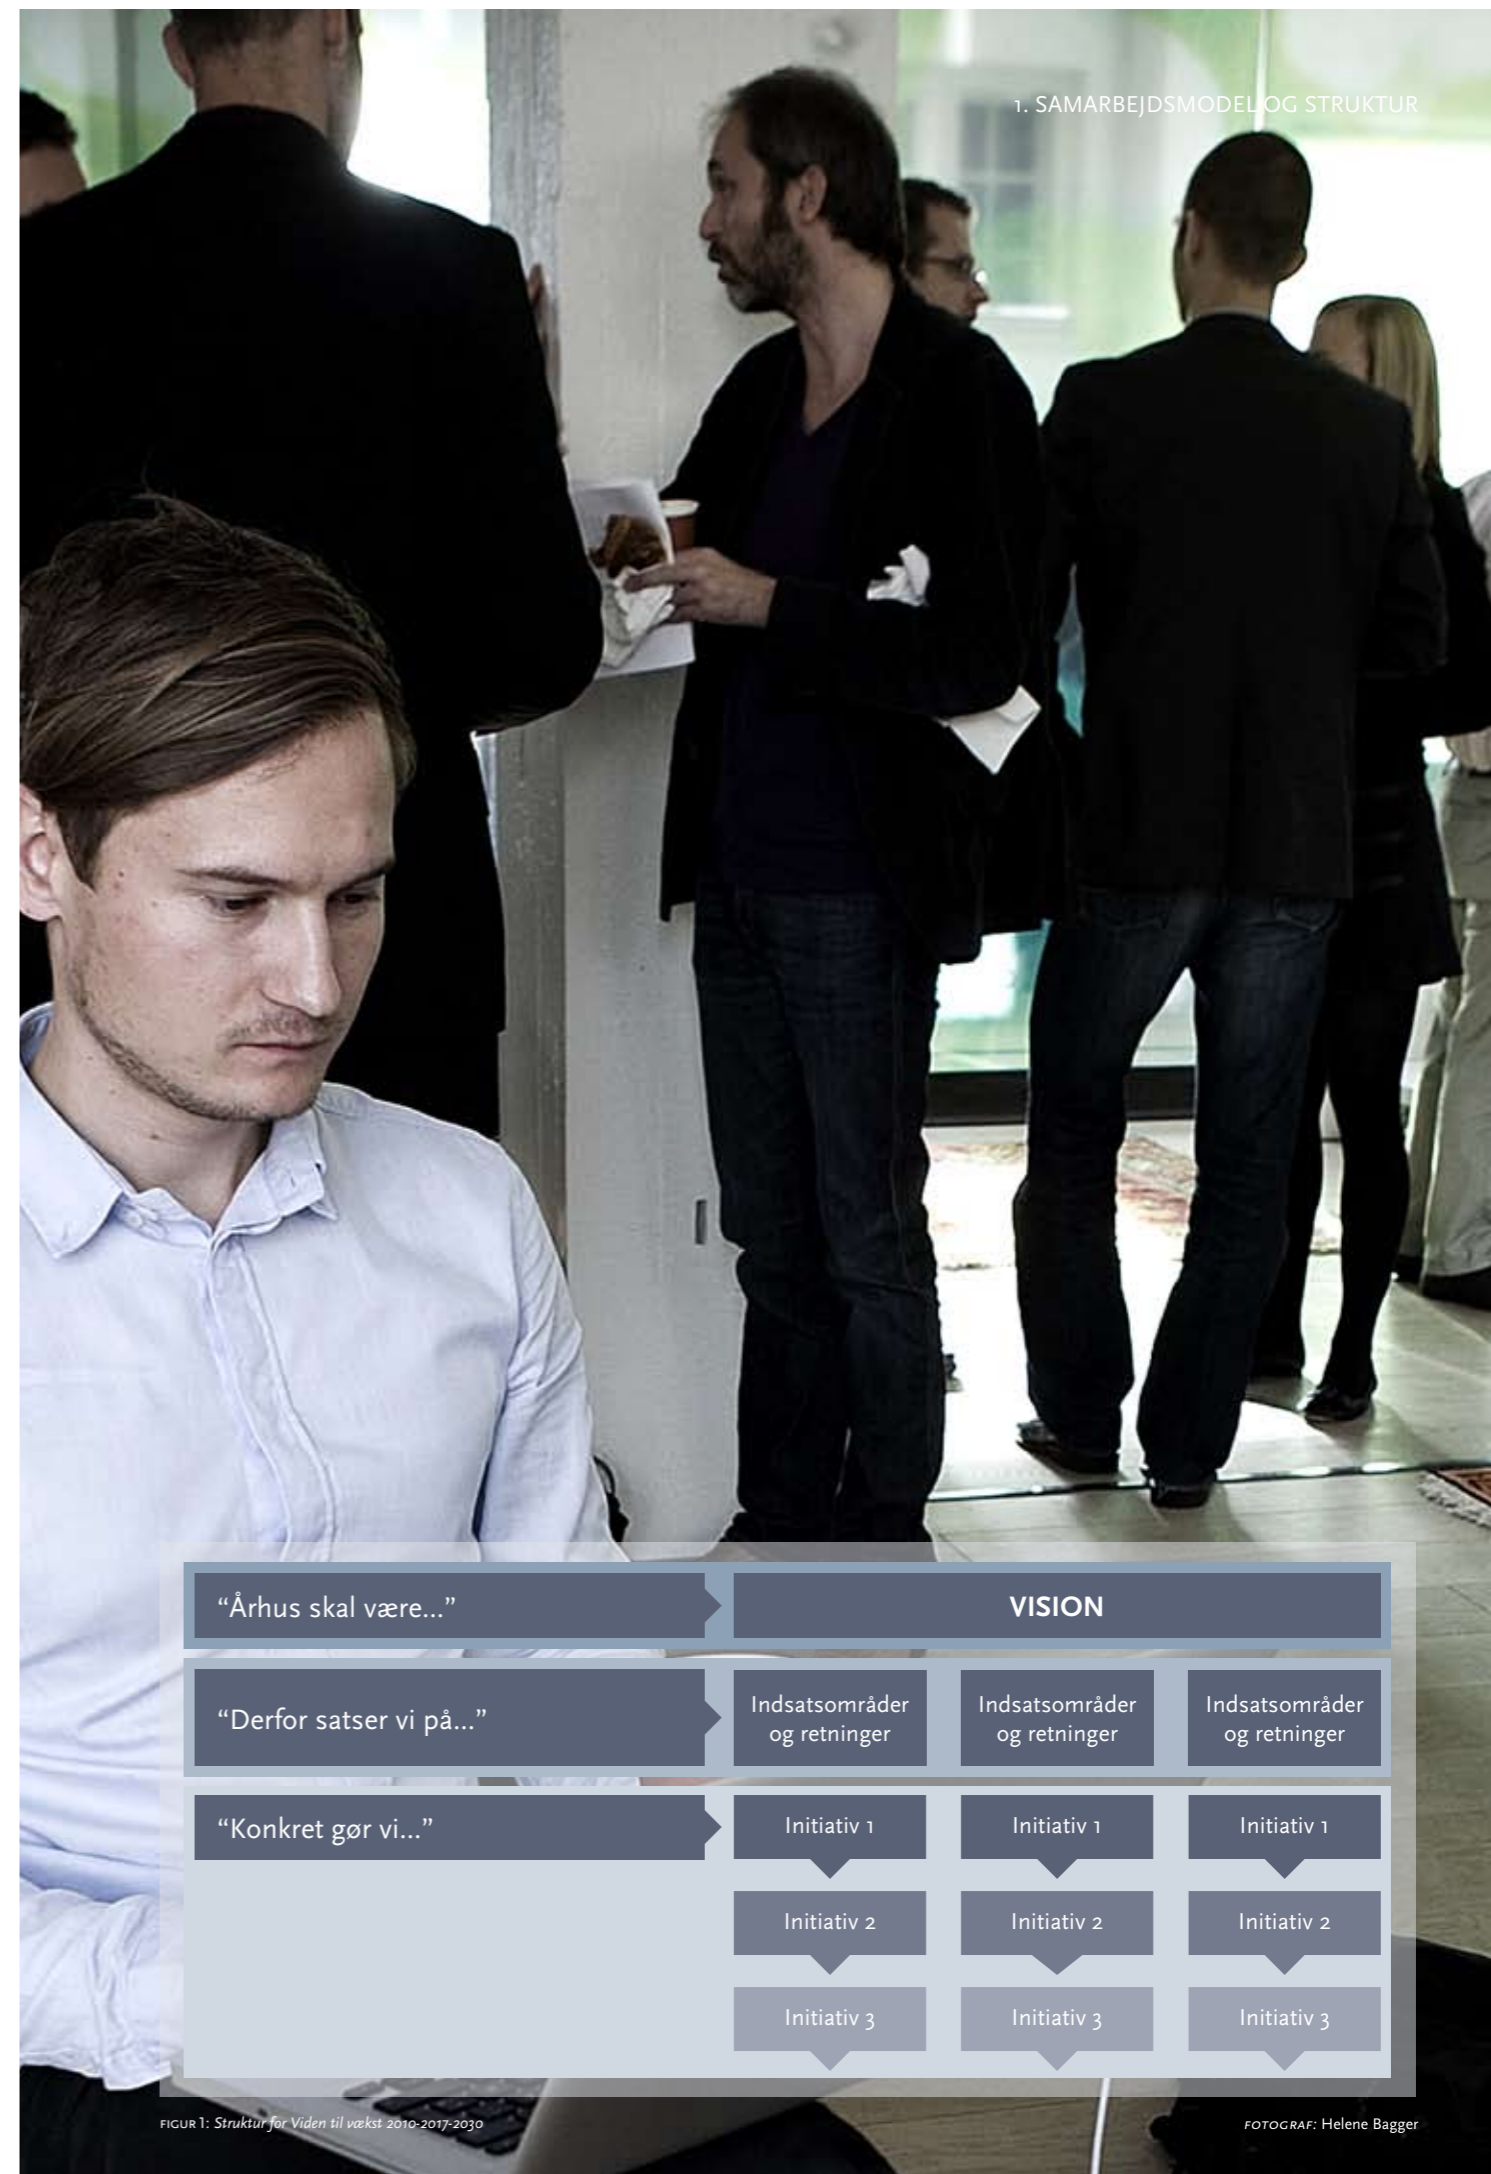 1. SAMARBEJDSMODEL OG STRUKTUR
“Århus skal være...”
VISION
“Derfor satser vi på...”
Indsatsområder
og retninger
Indsatsområder
og retninger
Indsatsområder
og retninger
“Konkret gør vi...”
Initiativ 1
Initiativ 1
Initiativ 1
Initiativ 2
Initiativ 2
Initiativ 2
Initiativ 3
Initiativ 3
Initiativ 3
FIGUR 1: Struktur for Viden til vækst 2010-2017-2030
FOTOGRAF: Helene Bagger